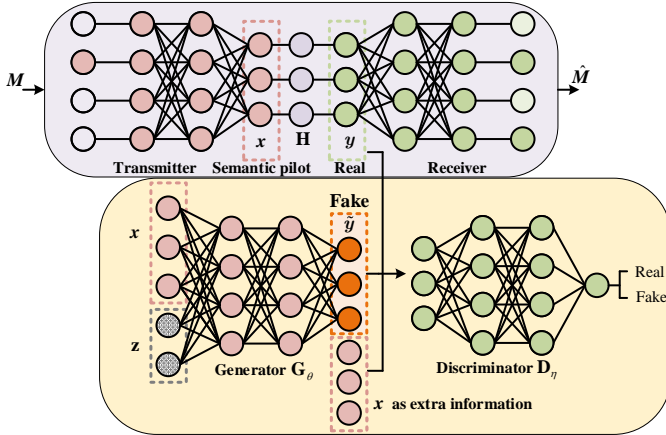 M
M̂
x
H
y
Transmitter Semantic pilot Real Receiver
Fake
x
ỹ
Real
Fake
z
Generator G_θ
Discriminator D_η
x as extra information